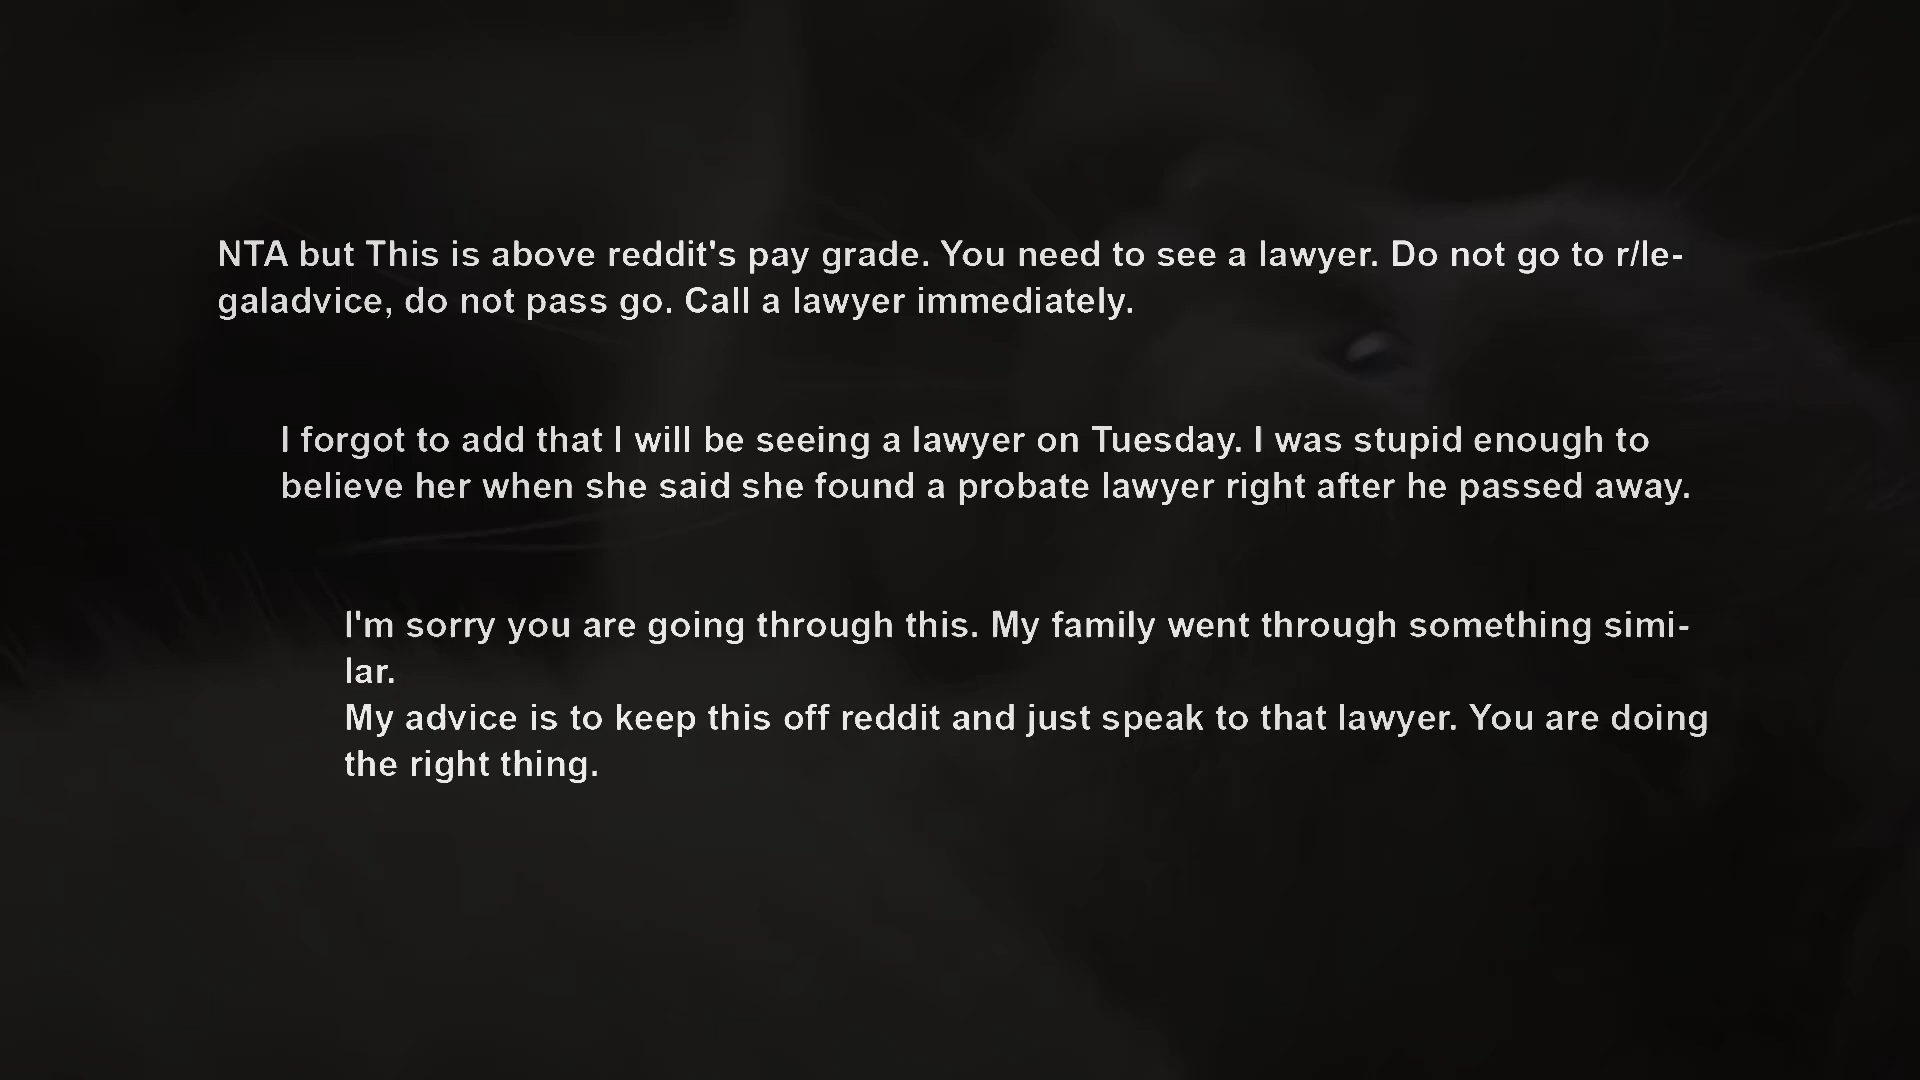 NTA but This is above reddit's pay grade. You need to see a lawyer. Do not go to r/le-
galadvice, do not pass go. Call a lawyer immediately.
I forgot to add that I will be seeing a lawyer on Tuesday. I was stupid enough to
believe her when she said she found a probate lawyer right after he passed away.
I'm sorry you are going through this. My family went through something simi-
lar.
My advice is to keep this off reddit and just speak to that lawyer. You are doing
the right thing.